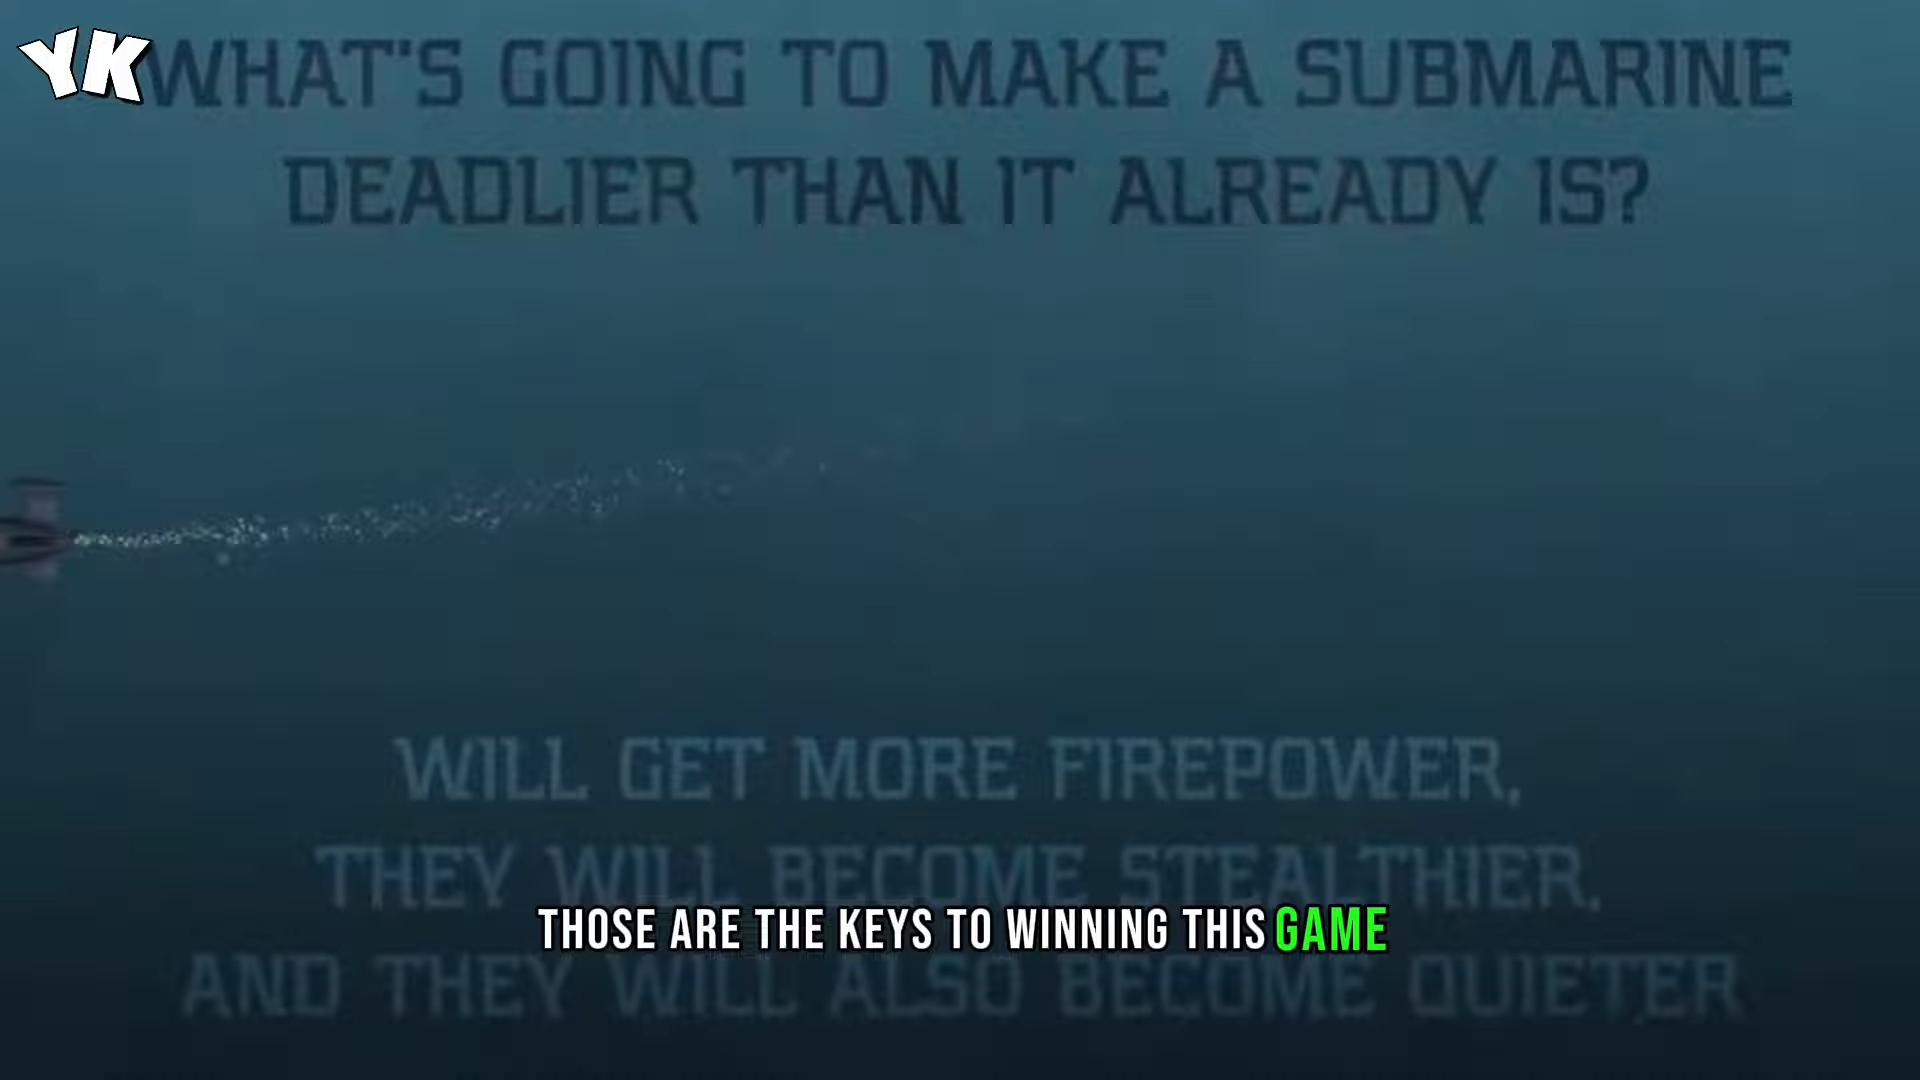 YK
WHAT'S GOING TO MAKE A SUBMARINE
DEADLIER THAN IT ALREADY IS?
WILL GET MORE FIREPOWER,
THEY WILL BECOME STEALTHIER,
THOSE ARE THE KEYS TO WINNING THIS GAME
AND THEY WILL ALSO BECOME QUIETER